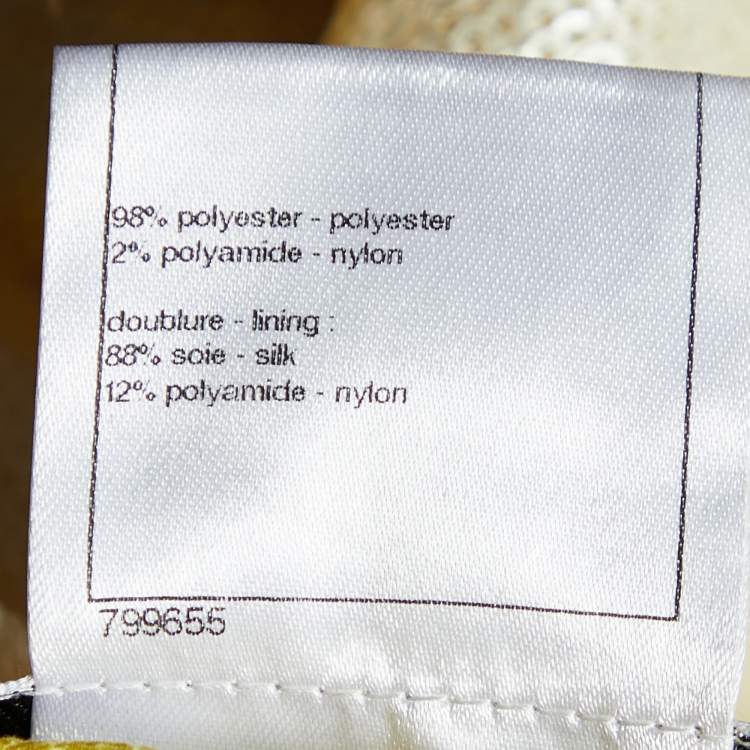 98% polyester - polyester
2% polyamide - nylon
doublure - lining :
88% soie - silk
12% polyamide - nylon
799655